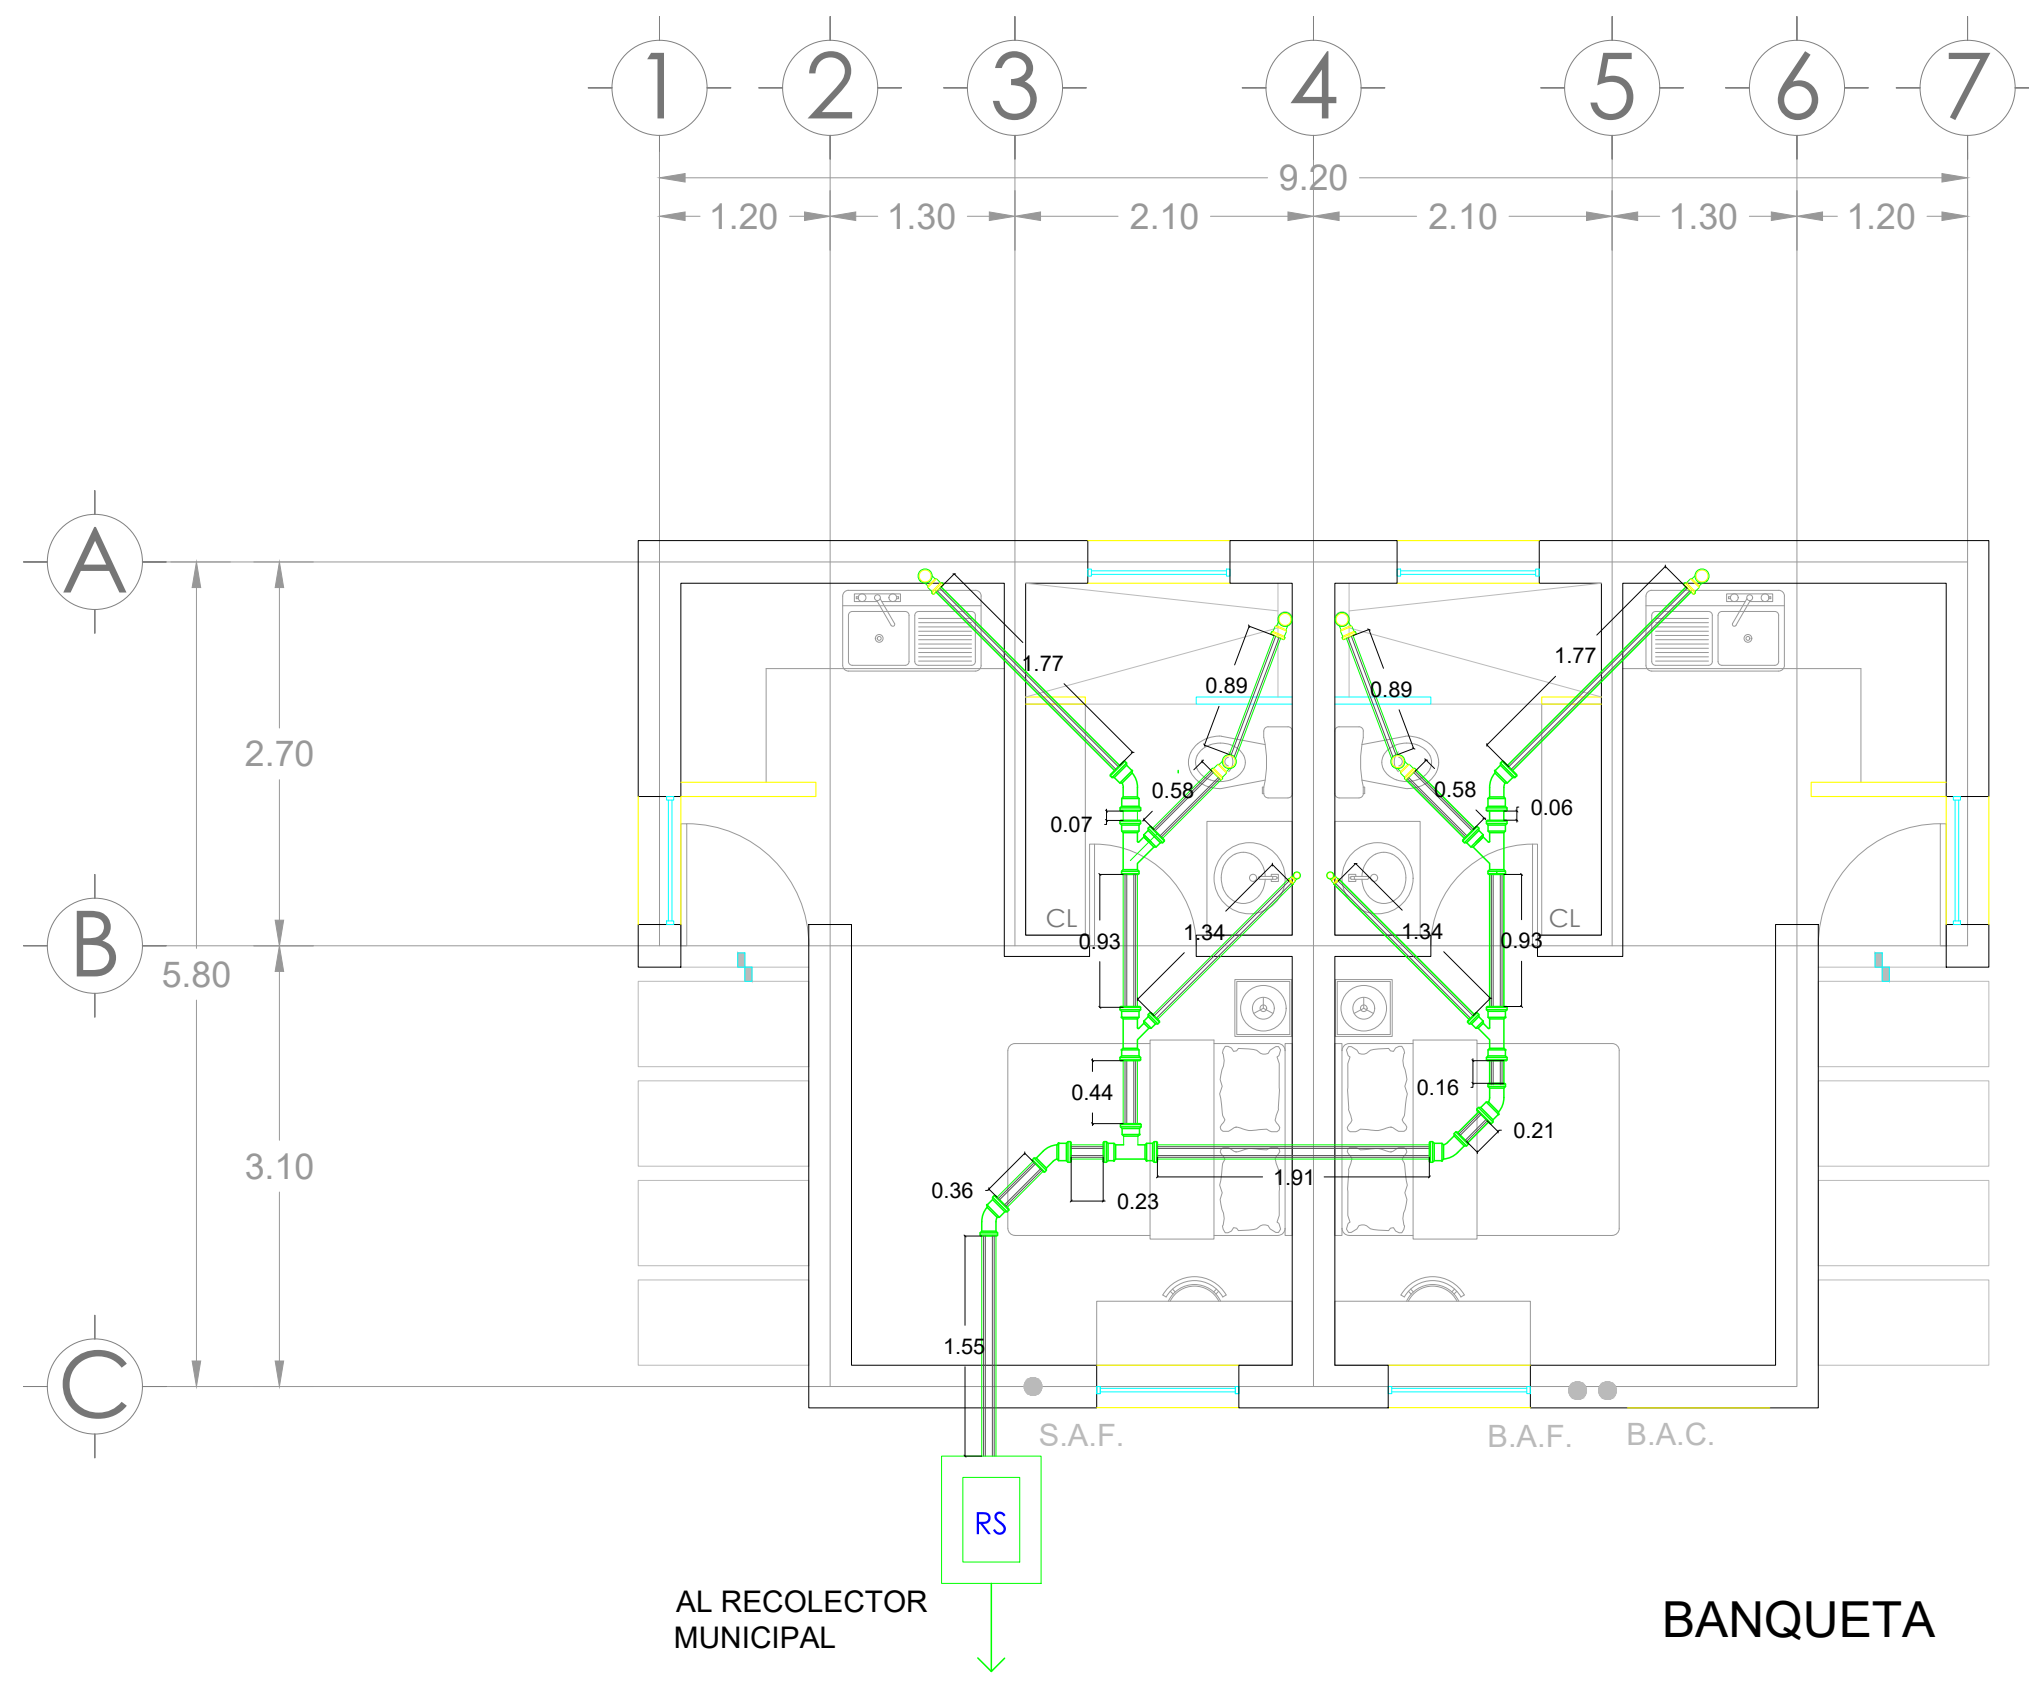 1 2 3 4 5 6 7
9.20
1.20 1.30 2.10 2.10 1.30 1.20
A
1.77 1.77
0.89 0.89
2.70
0.58 0.58
0.07 0.06
CL CL
B
0.93 1.34 1.34 0.93
5.80
0.44 0.16
0.21
3.10
0.36 0.23 1.91
1.55
C
S.A.F. B.A.F. B.A.C.
RS
AL RECOLECTOR
MUNICIPAL
BANQUETA